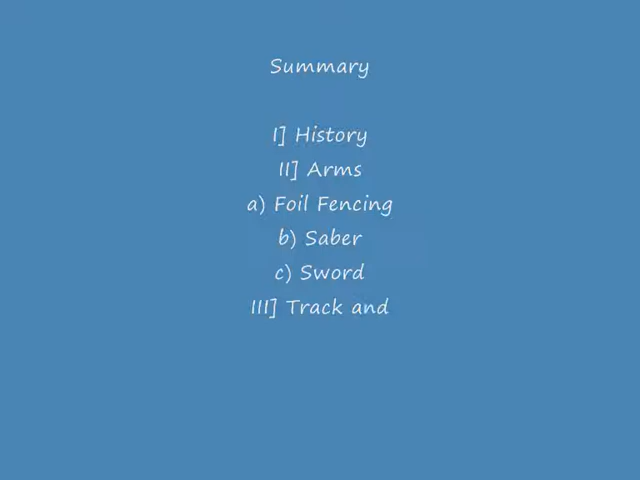 Summary
I] History
II] Arms
a) Foil Fencing
b) Saber
c) Sword
III] Track and